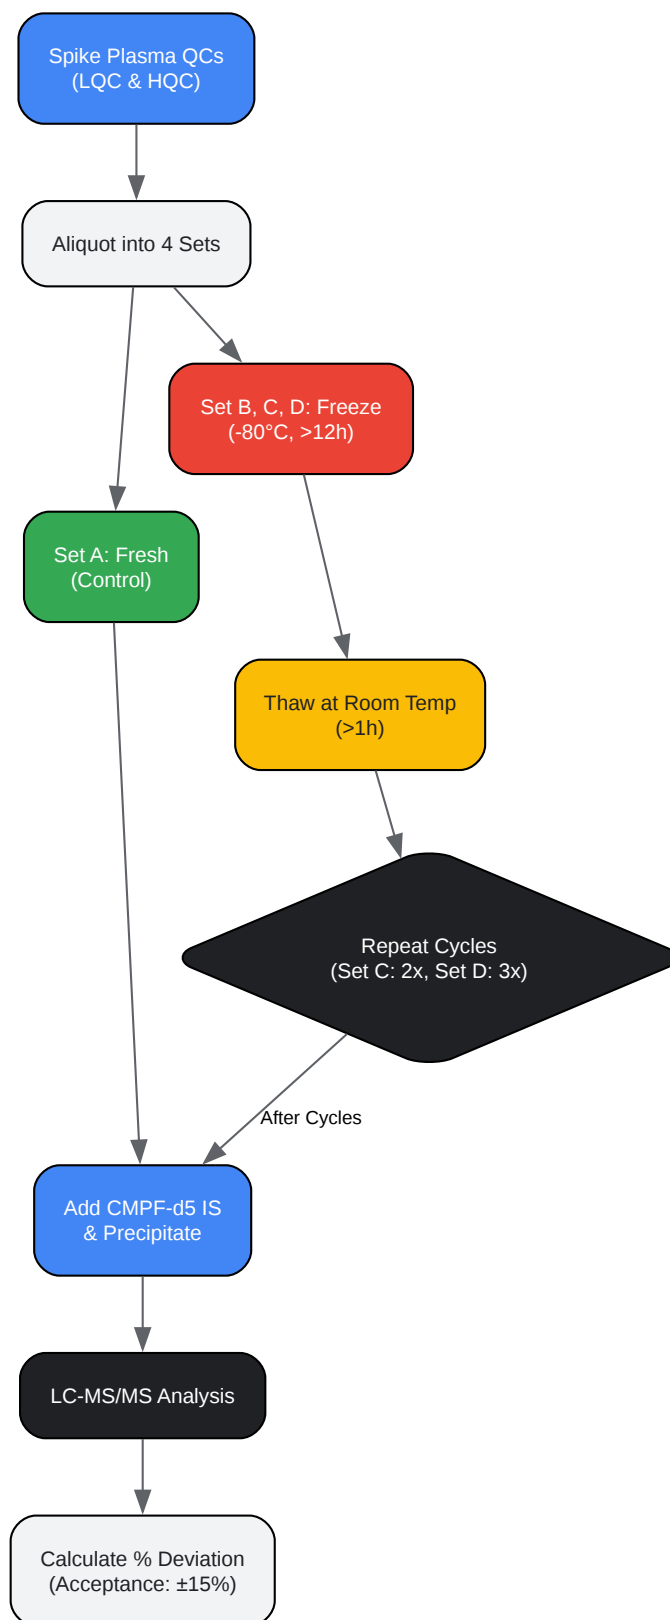 Spike Plasma QCs
(LQC & HQC)
Aliquot into 4 Sets
Set B, C, D: Freeze
(-80°C, >12h)
Set A: Fresh
(Control)
Thaw at Room Temp
(>1h)
Repeat Cycles
(Set C: 2x, Set D: 3x)
After Cycles
Add CMPF-d5 IS
& Precipitate
LC-MS/MS Analysis
Calculate % Deviation
(Acceptance: ±15%)